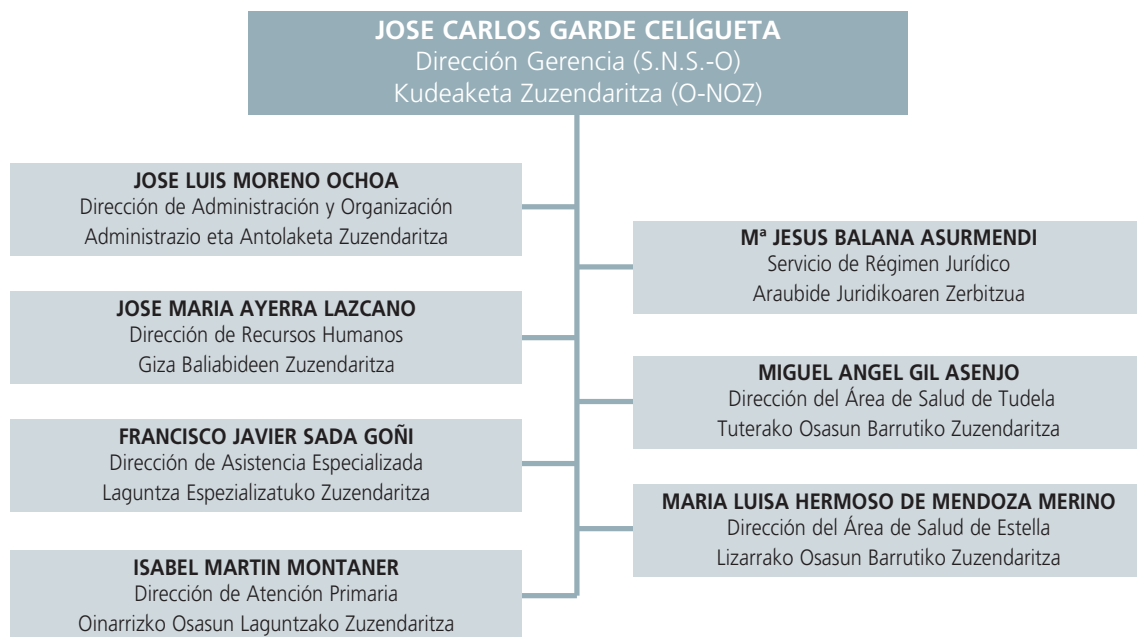 JOSE CARLOS GARDE CELÍGUETA
Dirección Gerencia (S.N.S.-O)
Kudeaketa Zuzendaritza (O-NOZ)
JOSE LUIS MORENO OCHOA
Dirección de Administración y Organización
Administrazio eta Antolaketa Zuzendaritza
JOSE MARIA AYERRA LAZCANO
Dirección de Recursos Humanos
Giza Baliabideen Zuzendaritza
FRANCISCO JAVIER SADA GOÑI
Dirección de Asistencia Especializada
Laguntza Espezializatuko Zuzendaritza
ISABEL MARTIN MONTANER
Dirección de Atención Primaria
Oinarrizko Osasun Laguntzako Zuzendaritza
Mª JESUS BALANA ASURMENDI
Servicio de Régimen Jurídico
Araubide Juridikoaren Zerbitzua
MIGUEL ANGEL GIL ASENJO
Dirección del Área de Salud de Tudela
Tuterako Osasun Barrutiko Zuzendaritza
MARIA LUISA HERMOSO DE MENDOZA MERINO
Dirección del Área de Salud de Estella
Lizarrako Osasun Barrutiko Zuzendaritza